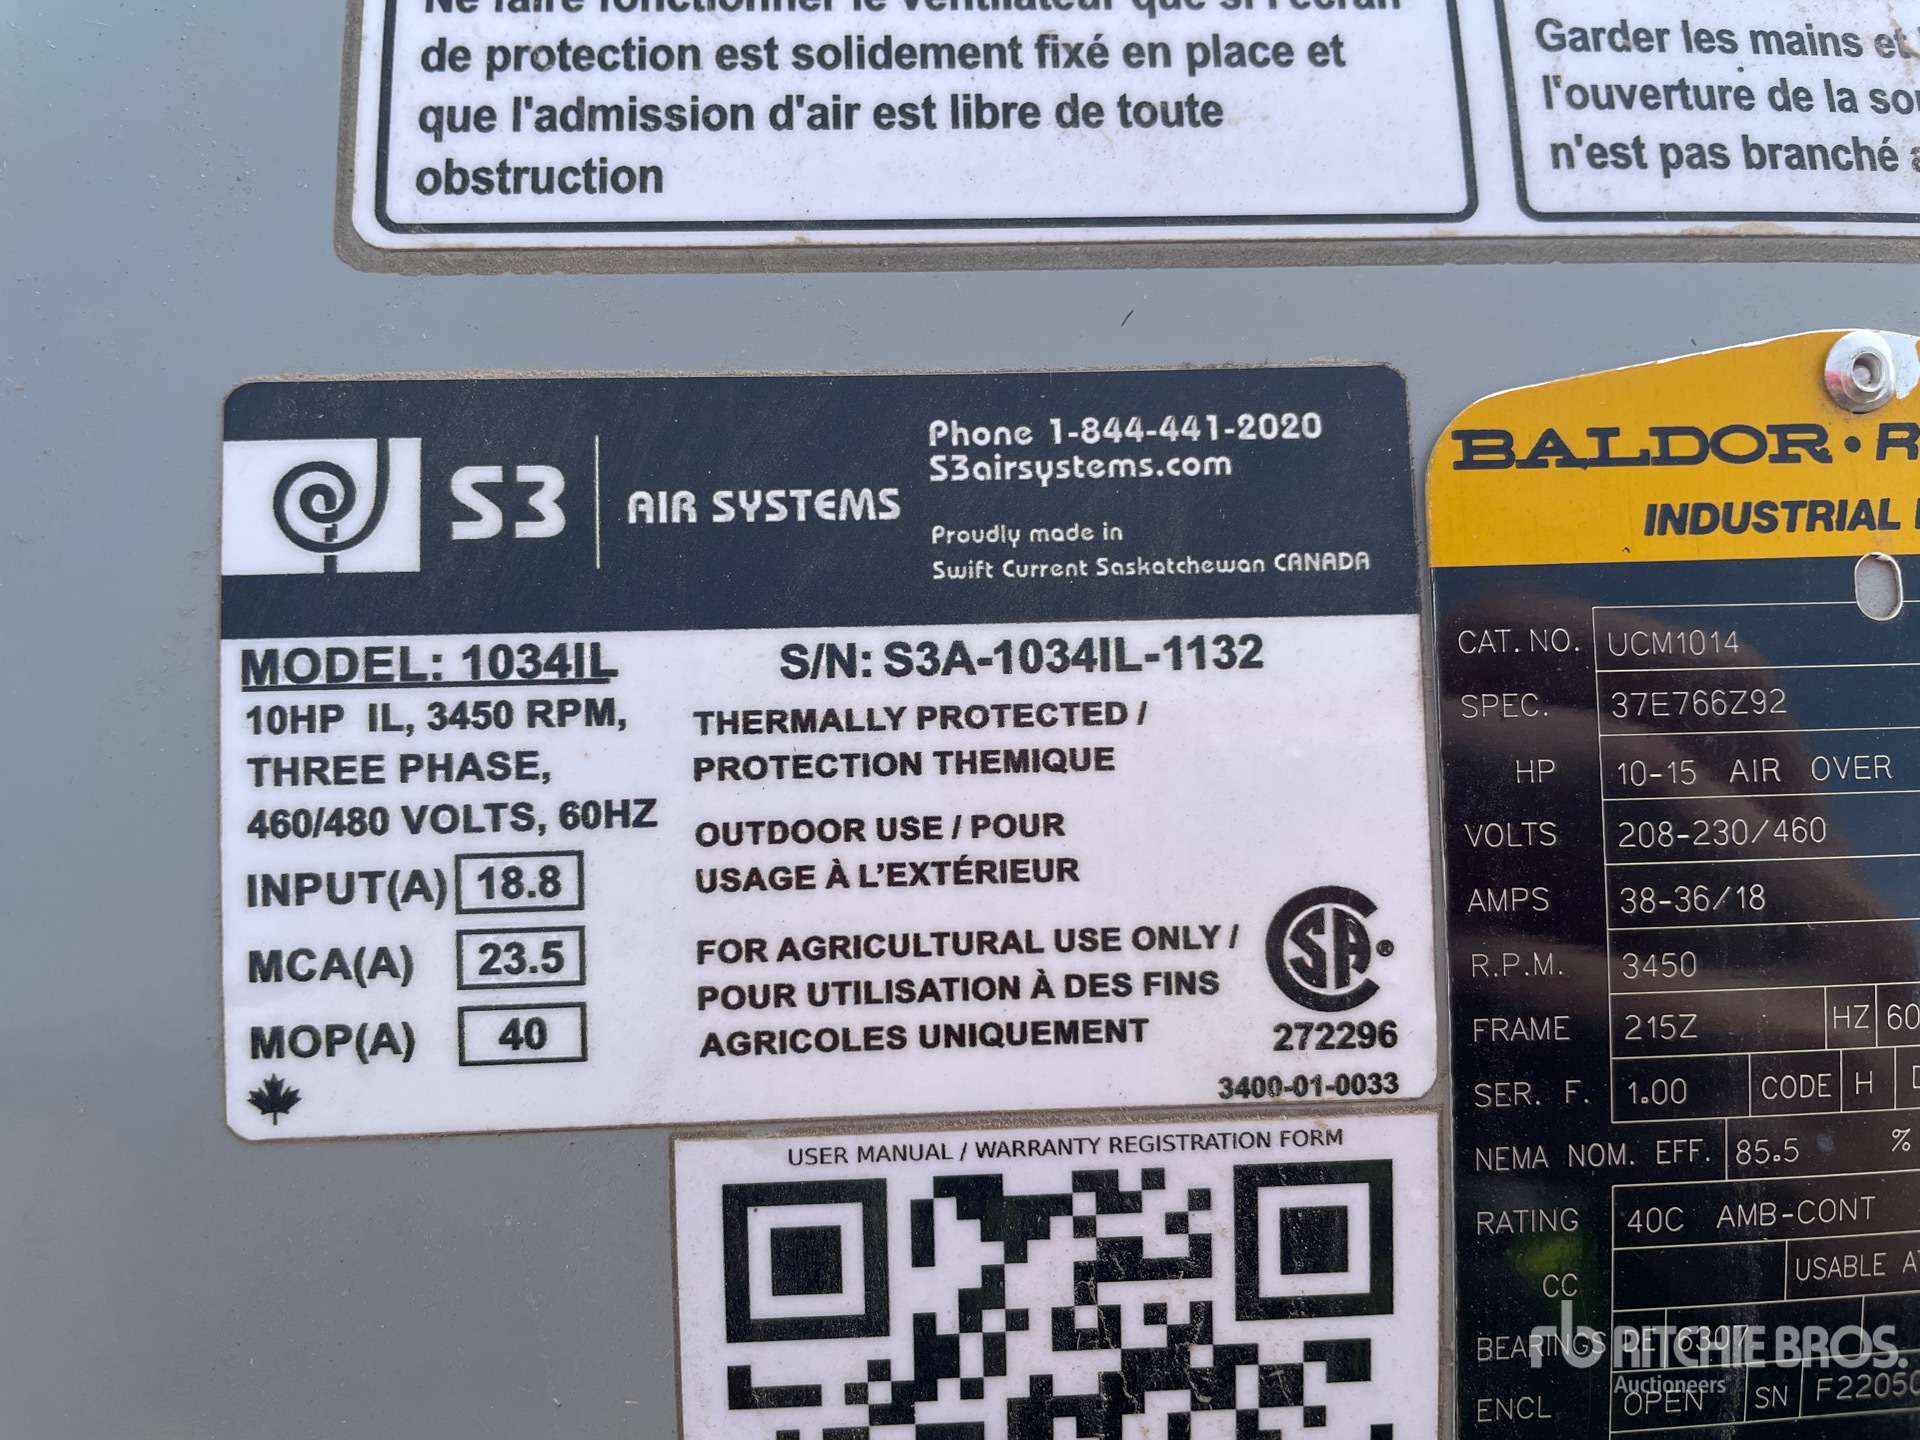 de protection est solidement fixé en place et
que l'admission d'air est libre de toute
obstruction
Garder les mains et
l'ouverture de la
n'est pas branché
S3 AIR SYSTEMS
Phone 1-844-441-2020
S3airsystems.com
Proudly made in
Swift Current Saskatchewan CANADA
MODEL: 1034IL
10HP IL, 3450 RPM,
THREE PHASE,
460/480 VOLTS, 60HZ
INPUT(A) 18.8
MCA(A) 23.5
MOP(A) 40
S/N: S3A-1034IL-1132
THERMALLY PROTECTED /
PROTECTION THEMIQUE
OUTDOOR USE / POUR
USAGE À L'EXTÉRIEUR
FOR AGRICULTURAL USE ONLY /
POUR UTILISATION À DES FINS
AGRICOLES UNIQUEMENT
SA ®
272296
3400-01-0033
USER MANUAL / WARRANTY REGISTRATION FORM
BALDOR •
INDUSTRIAL
CAT. NO. UCM1014
SPEC. 37E766Z92
HP 10-15 AIR OVER
VOLTS 208-230/460
AMPS 38-36/18
R.P.M. 3450
FRAME 215Z HZ 60
SER. F. 1.00 CODE H
NEMA NOM. EFF. 85.5 %
RATING 40C AMB-CONT
CC USABLE
BEARINGS DE 6307
ENCL OPEN SN F22050
rb RITCHIE BROS.
Auctioneers